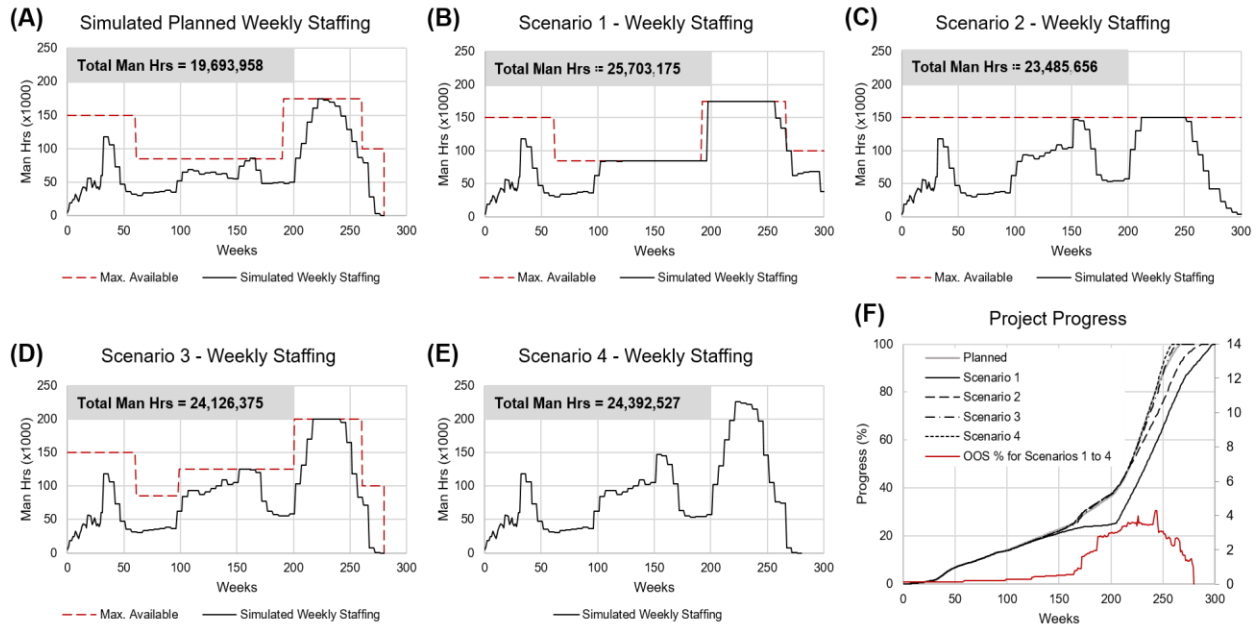 (A) Simulated Planned Weekly Staffing
Total Man Hrs = 19,693,958
Man Hrs (x1000)
250
200
150
100
50
0
0 50 100 150 200 250 300
Weeks
Max. Available Simulated Weekly Staffing
(B) Scenario 1 - Weekly Staffing
Total Man Hrs = 25,703,175
Man Hrs (x1000)
250
200
150
100
50
0
0 50 100 150 200 250 300
Weeks
Max. Available Simulated Weekly Staffing
(C) Scenario 2 - Weekly Staffing
Total Man Hrs = 23,485,656
Man Hrs (x1000)
250
200
150
100
50
0
0 50 100 150 200 250 300
Weeks
Max. Available Simulated Weekly Staffing
(D) Scenario 3 - Weekly Staffing
Total Man Hrs = 24,126,375
Man Hrs (x1000)
250
200
150
100
50
0
0 50 100 150 200 250 300
Weeks
Max. Available Simulated Weekly Staffing
(E) Scenario 4 - Weekly Staffing
Total Man Hrs = 24,392,527
Man Hrs (x1000)
250
200
150
100
50
0
0 50 100 150 200 250 300
Weeks
Simulated Weekly Staffing
(F) Project Progress
Progress (%)
100
80
60
40
20
0
Planned
Scenario 1
Scenario 2
Scenario 3
Scenario 4
OOS % for Scenarios 1 to 4
14
12
10
8
6
4
2
0
0 50 100 150 200 250 300
Weeks